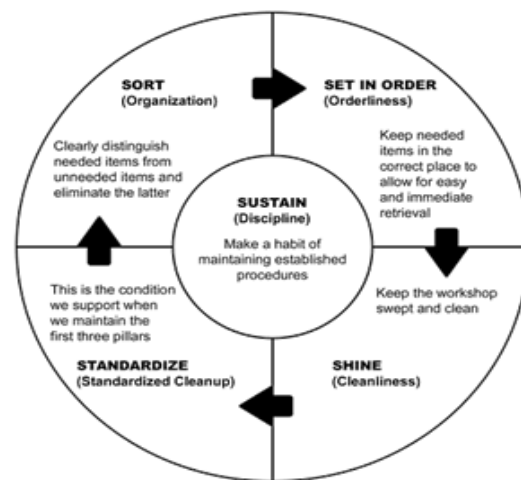 SORT
(Organization)
Clearly distinguish
needed items from
unneeded items and
eliminate the latter
SET IN ORDER
(Orderliness)
Keep needed
items in the
correct place to
allow for easy
and immediate
retrieval
SUSTAIN
(Discipline)
Make a habit of
maintaining established
procedures
Keep the workshop
swept and clean
SHINE
(Cleanliness)
This is the condition
we support when
we maintain the
first three pillars
STANDARDIZE
(Standardized Cleanup)